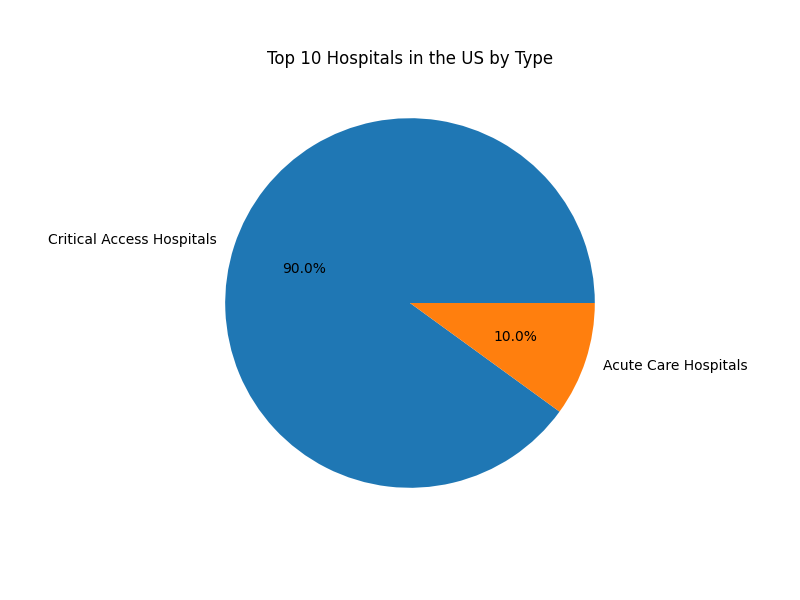 Top 10 Hospitals in the US by Type
Critical Access Hospitals
90.0%
10.0%
Acute Care Hospitals